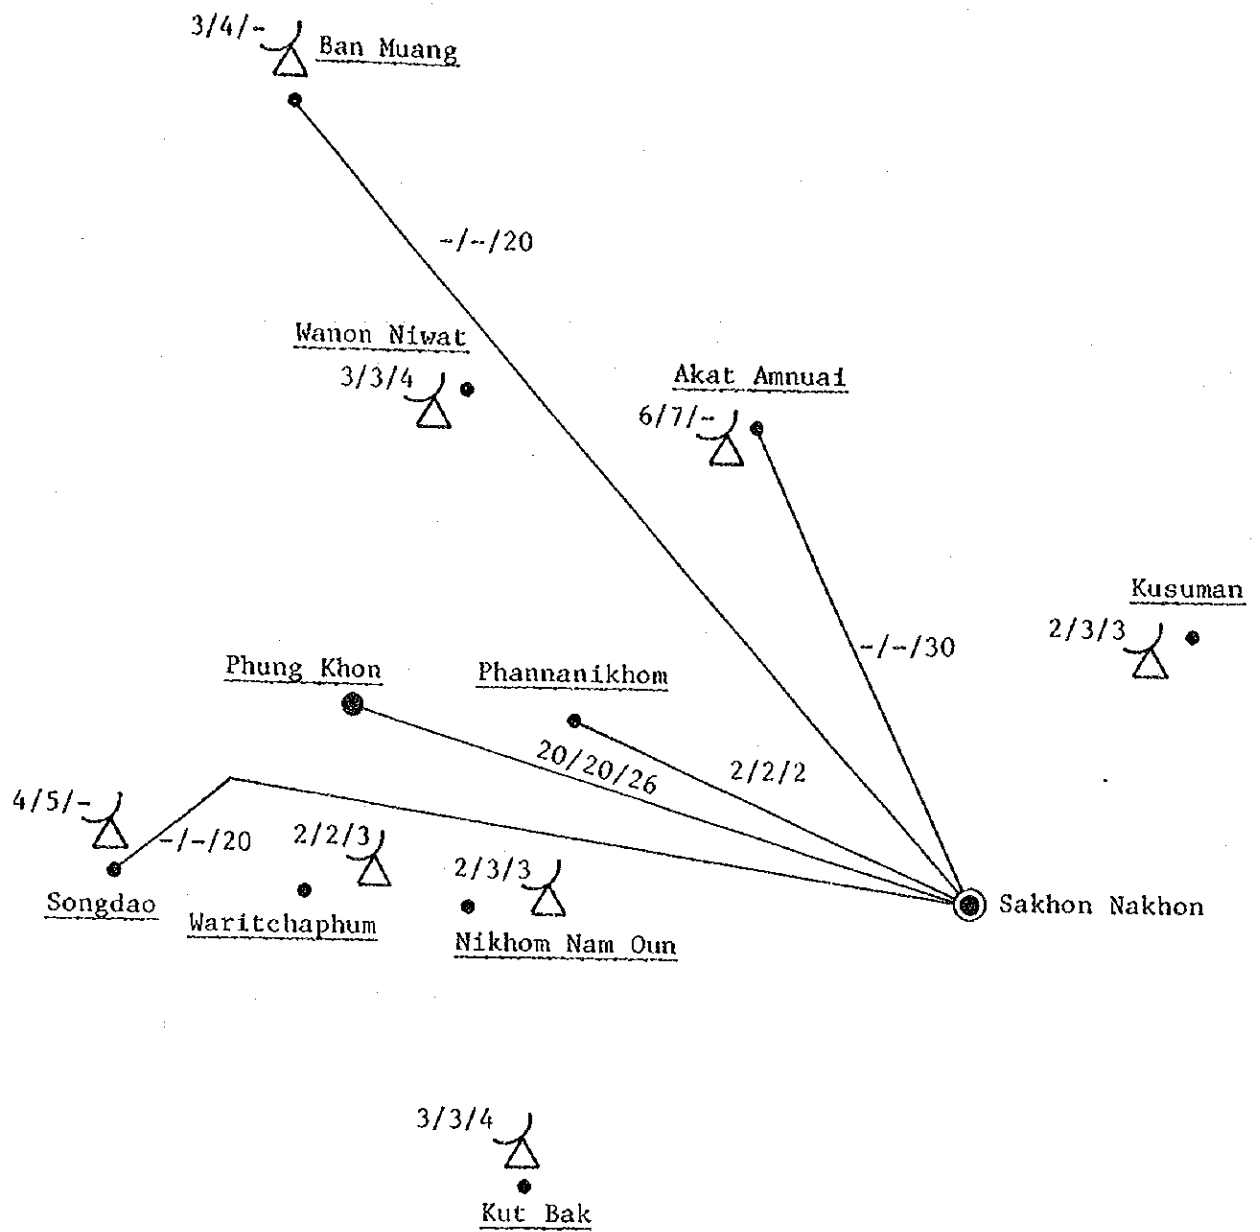 3/4/-
Ban Muang
-/-/20
Wanon Niwat
3/3/4
Akat Amnuai
6/7/-
Kusuman
2/3/3
-/-/30
Phung Khon
Phannanikhom
20/20/26
2/2/2
4/5/-
-/-/20
2/2/3
2/3/3
Songdao
Waritchaphum
Nikhom Nam Oun
Sakhon Nakhon
3/3/4
Kut Bak